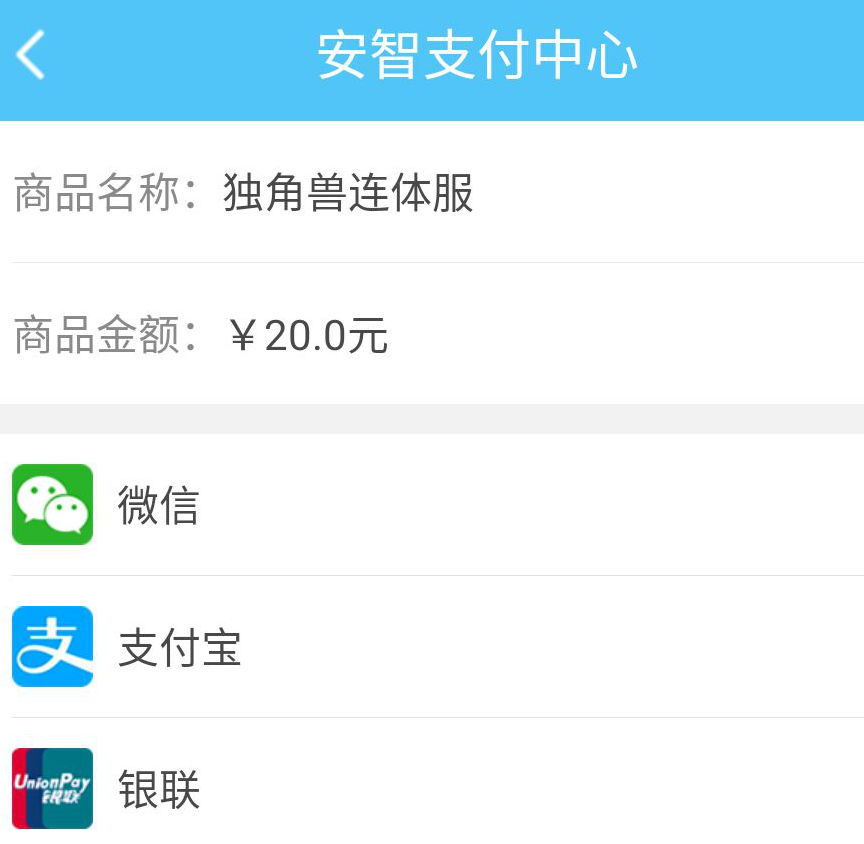 安智支付中心
商品名称：独角兽连体服
商品金额：￥20.0元
微信
支 支付宝
UnionPay
银联
银联